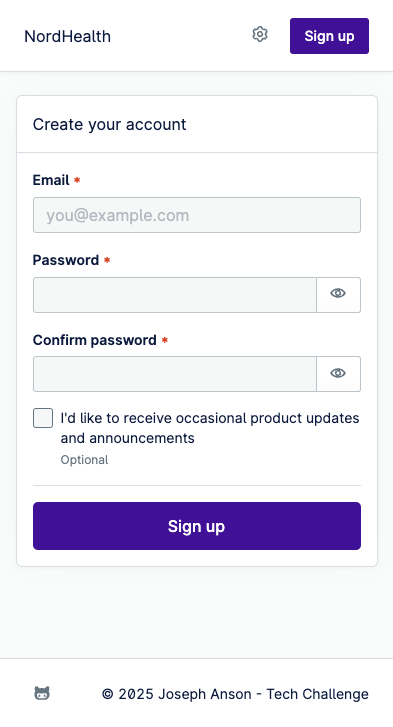 NordHealth
Sign up
Create your account
Email *
you@example.com
Password *
Confirm password *
I'd like to receive occasional product updates
and announcements
Optional
Sign up
© 2025 Joseph Anson - Tech Challenge